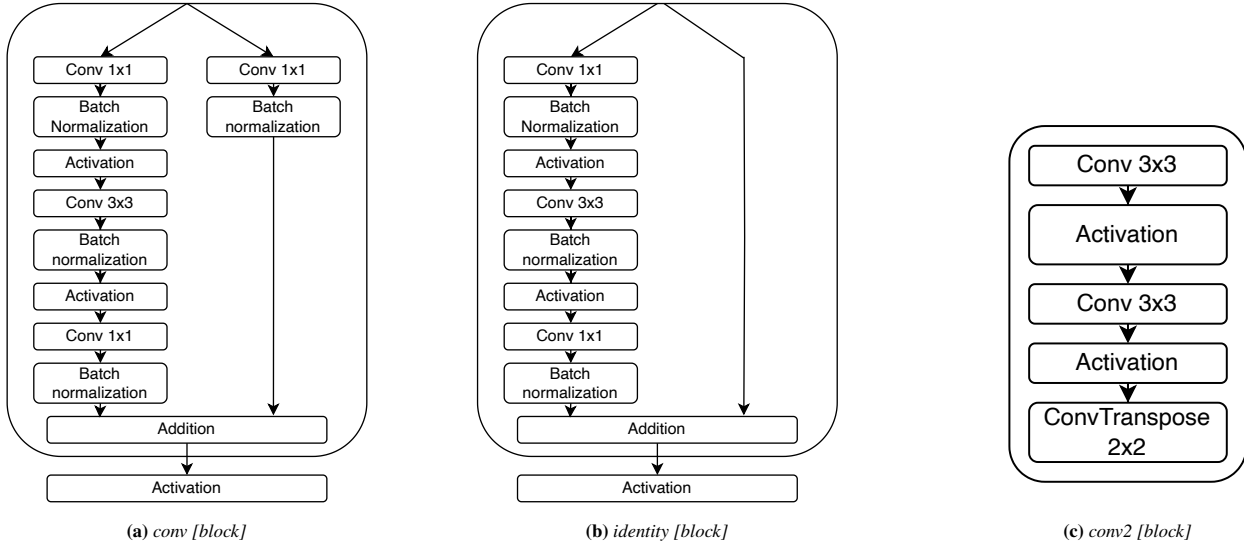 Conv 1x1
Batch
Normalization
Activation
Conv 3x3
Batch
normalization
Activation
Conv 1x1
Batch
normalization
Conv 1x1
Batch
normalization
Addition
Activation
(a) conv [block]
Conv 1x1
Batch
Normalization
Activation
Conv 3x3
Batch
normalization
Activation
Conv 1x1
Batch
normalization
Addition
Activation
(b) identity [block]
Conv 3x3
Activation
Conv 3x3
Activation
ConvTranspose
2x2
(c) conv2 [block]